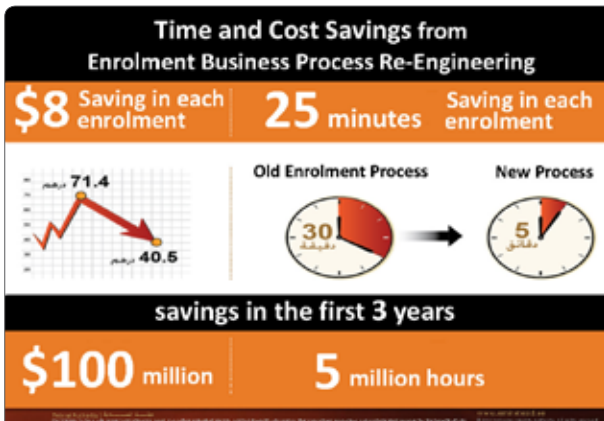 Time and Cost Savings from
Enrolment Business Process Re-Engineering
$8 Saving in each
enrolment
25 minutes Saving in each
enrolment
71.4 درهم
40.5 درهم
Old Enrolment Process
30
دقيقة
New Process
5
دقائق
savings in the first 3 years
$100 million
5 million hours